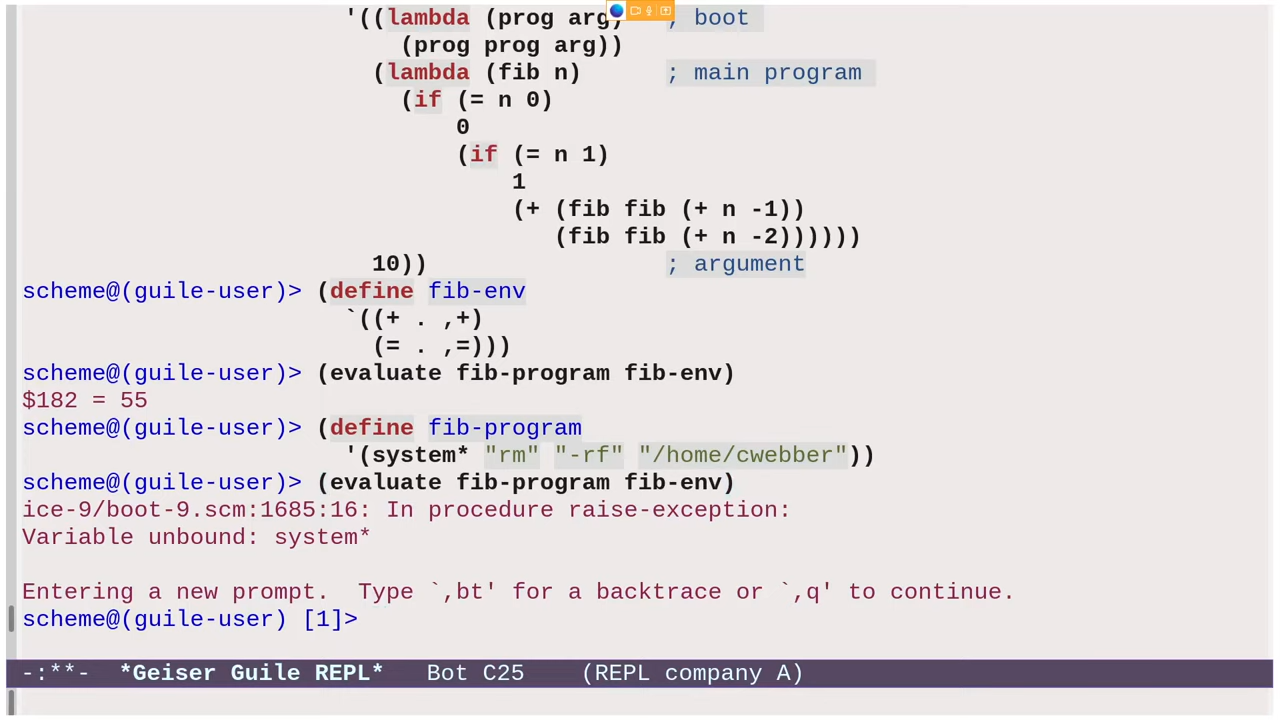 '((lambda (prog arg) ; boot
(prog prog arg))
(lambda (fib n) ; main program
(if (= n 0)
0
(if (= n 1)
1
(+ (fib fib (+ n -1))
(fib fib (+ n -2))))))
10)) ; argument
scheme@(guile-user)> (define fib-env
`((+ . ,+)
(= . ,=)))
scheme@(guile-user)> (evaluate fib-program fib-env)
$182 = 55
scheme@(guile-user)> (define fib-program
'(system* "rm" "-rf" "/home/cwebber"))
scheme@(guile-user)> (evaluate fib-program fib-env)
ice-9/boot-9.scm:1685:16: In procedure raise-exception:
Variable unbound: system*
Entering a new prompt.  Type `,bt' for a backtrace or `,q' to continue.
scheme@(guile-user) [1]>
-:**-  *Geiser Guile REPL*   Bot C25    (REPL company A)